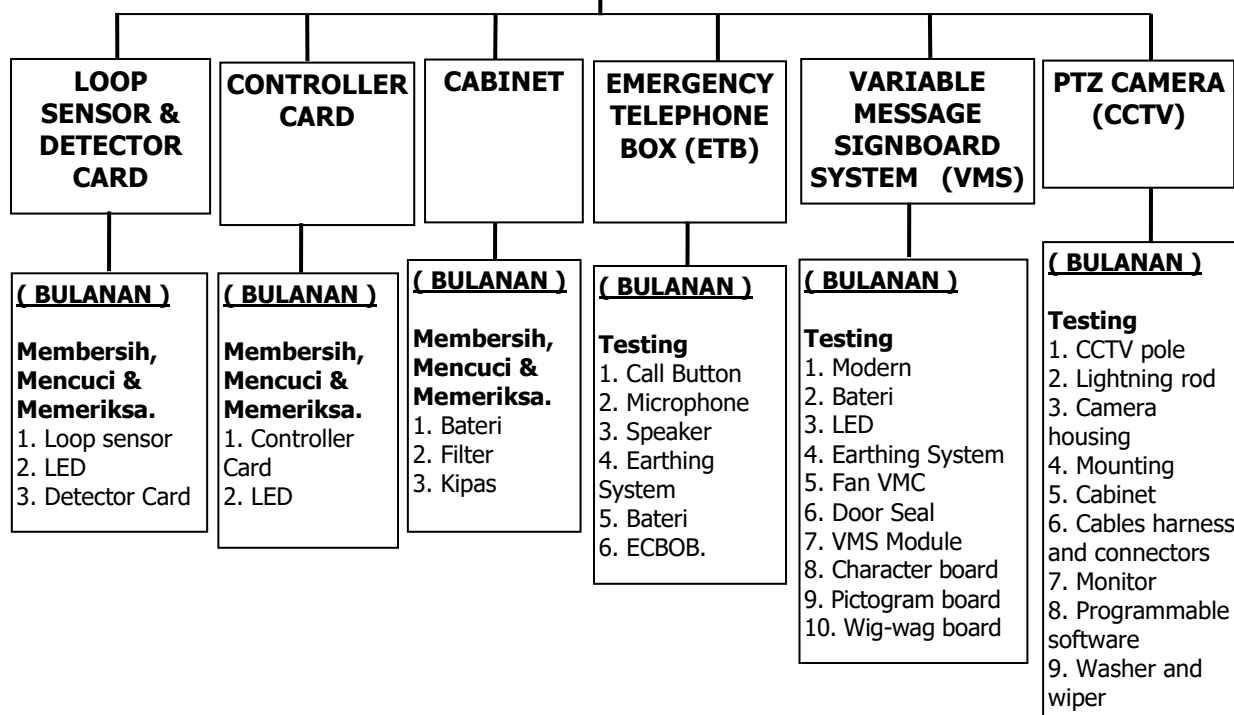 LOOP
SENSOR &
DETECTOR
CARD
CONTROLLER
CARD
CABINET
EMERGENCY
TELEPHONE
BOX (ETB)
VARIABLE
MESSAGE
SIGNBOARD
SYSTEM (VMS)
PTZ CAMERA
(CCTV)
( BULANAN )
Membersih,
Mencuci &
Memeriksa.
1. Loop sensor
2. LED
3. Detector Card
( BULANAN )
Membersih,
Mencuci &
Memeriksa.
1. Controller
Card
2. LED
( BULANAN )
Membersih,
Mencuci &
Memeriksa.
1. Bateri
2. Filter
3. Kipas
( BULANAN )
Testing
1. Call Button
2. Microphone
3. Speaker
4. Earthing
System
5. Bateri
6. ECBOB.
( BULANAN )
Testing
1. Modern
2. Bateri
3. LED
4. Earthing System
5. Fan VMC
6. Door Seal
7. VMS Module
8. Character board
9. Pictogram board
10. Wig-wag board
( BULANAN )
Testing
1. CCTV pole
2. Lightning rod
3. Camera
housing
4. Mounting
5. Cabinet
6. Cables harness
and connectors
7. Monitor
8. Programmable
software
9. Washer and
wiper